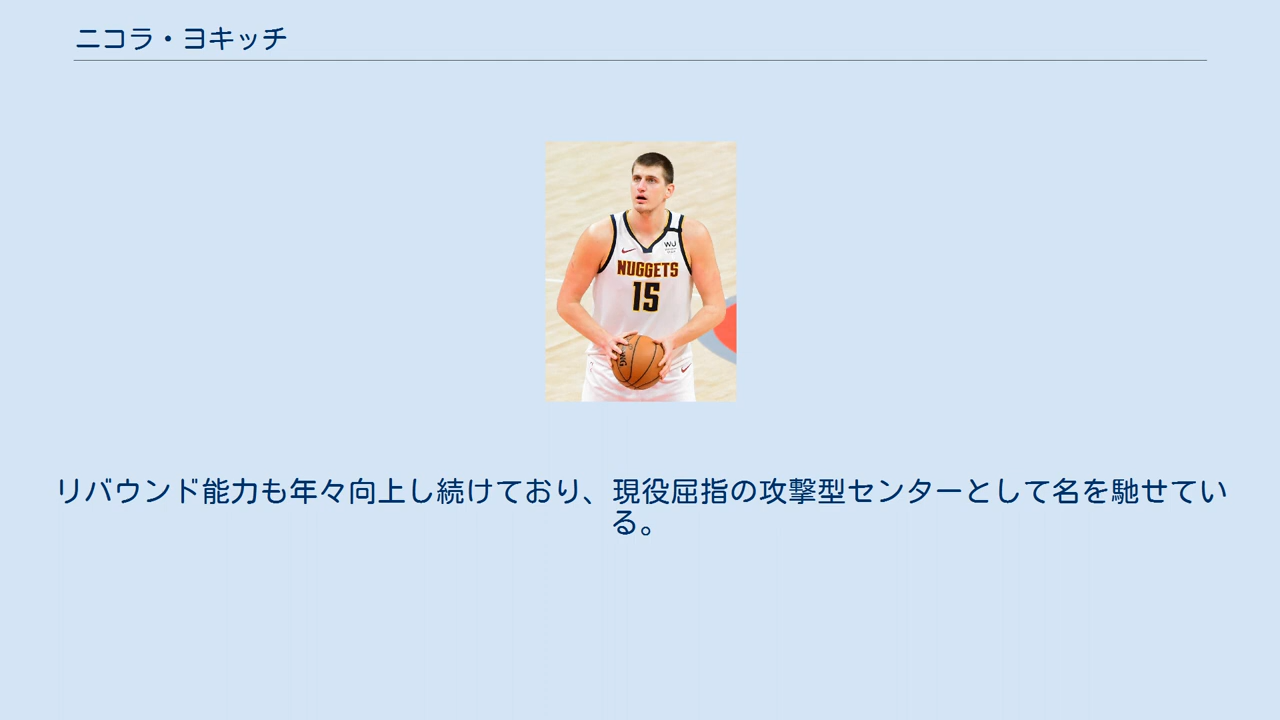 ニコラ・ヨキッチ
NUGGETS
15
リバウンド能力も年々向上し続けており、現役屈指の攻撃型センターとして名を馳せてい
る。